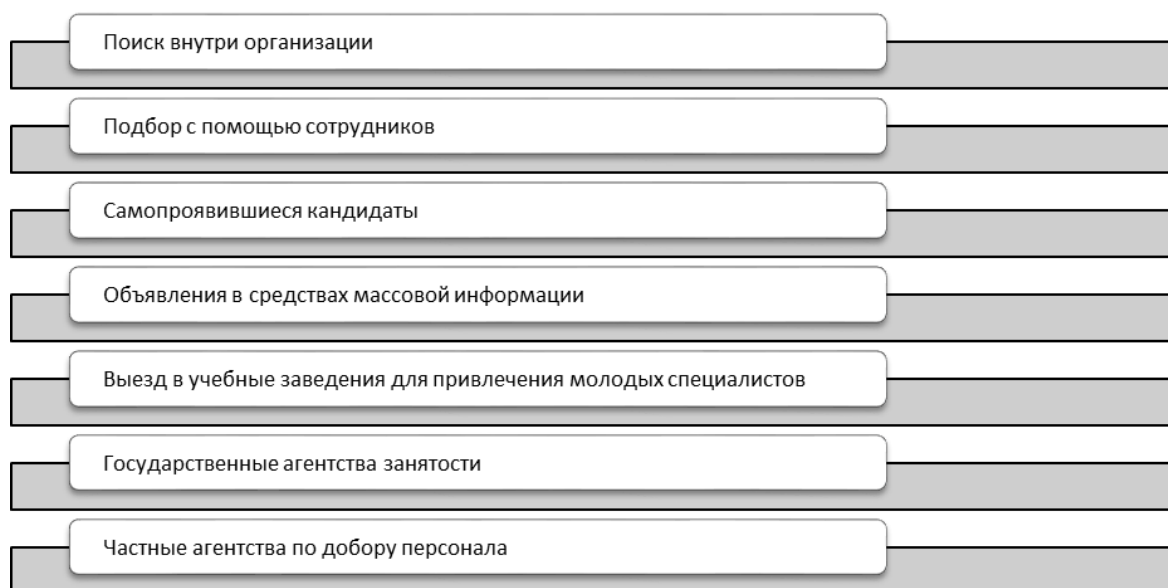 Поиск внутри организации
Подбор с помощью сотрудников
Самопроявившиеся кандидаты
Объявления в средствах массовой информации
Выезд в учебные заведения для привлечения молодых специалистов
Государственные агентства занятости
Частные агентства по добору персонала